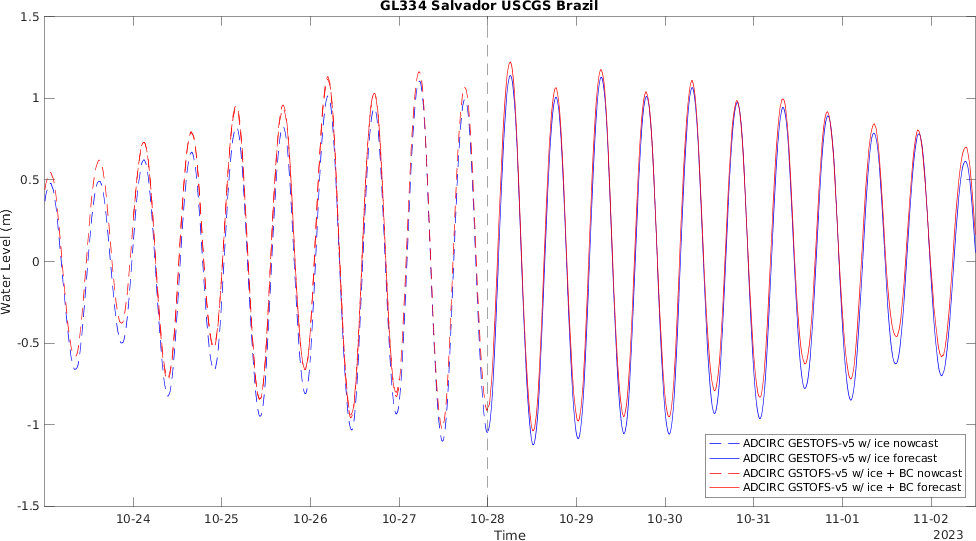 GL334 Salvador USCGS Brazil
1.5
1
0.5
0
-0.5
-1
-1.5
Water Level (m)
ADCIRC GESTOFS-v5 w/ ice nowcast
ADCIRC GESTOFS-v5 w/ ice forecast
ADCIRC GSTOFS-v5 w/ ice + BC nowcast
ADCIRC GSTOFS-v5 w/ ice + BC forecast
10-24 10-25 10-26 10-27 10-28 10-29 10-30 10-31 11-01 11-02
Time
2023